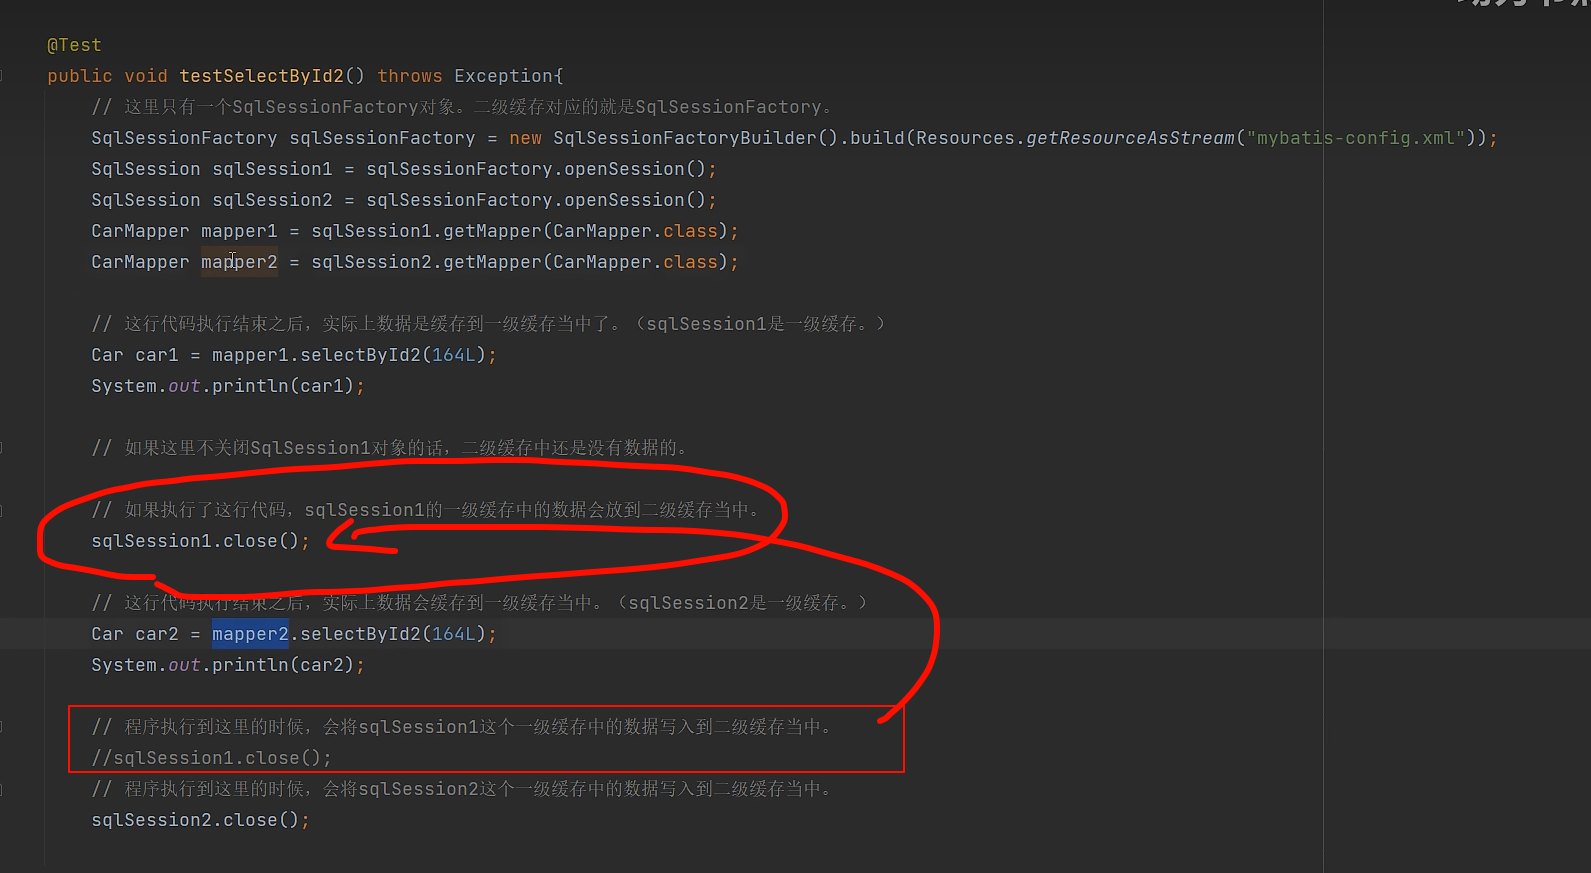 @Test
public void testSelectById2() throws Exception{
// 这里只有一个SqlSessionFactory对象。二级缓存对应的就是SqlSessionFactory。
SqlSessionFactory sqlSessionFactory = new SqlSessionFactoryBuilder().build(Resources.getResourceAsStream("mybatis-config.xml"));
SqlSession sqlSession1 = sqlSessionFactory.openSession();
SqlSession sqlSession2 = sqlSessionFactory.openSession();
CarMapper mapper1 = sqlSession1.getMapper(CarMapper.class);
CarMapper mapper2 = sqlSession2.getMapper(CarMapper.class);
// 这行代码执行结束之后，实际上数据是缓存到一级缓存当中了。（sqlSession1是一级缓存。）
Car car1 = mapper1.selectById2(164L);
System.out.println(car1);
// 如果这里不关闭SqlSession1对象的话，二级缓存中还是没有数据的。
// 如果执行了这行代码，sqlSession1的一级缓存中的数据会放到二级缓存当中。
sqlSession1.close();
// 这行代码执行结束之后，实际上数据会缓存到一级缓存当中。（sqlSession2是一级缓存。）
Car car2 = mapper2.selectById2(164L);
System.out.println(car2);
// 程序执行到这里的时候，会将sqlSession1这个一级缓存中的数据写入到二级缓存当中。
//sqlSession1.close();
// 程序执行到这里的时候，会将sqlSession2这个一级缓存中的数据写入到二级缓存当中。
sqlSession2.close();